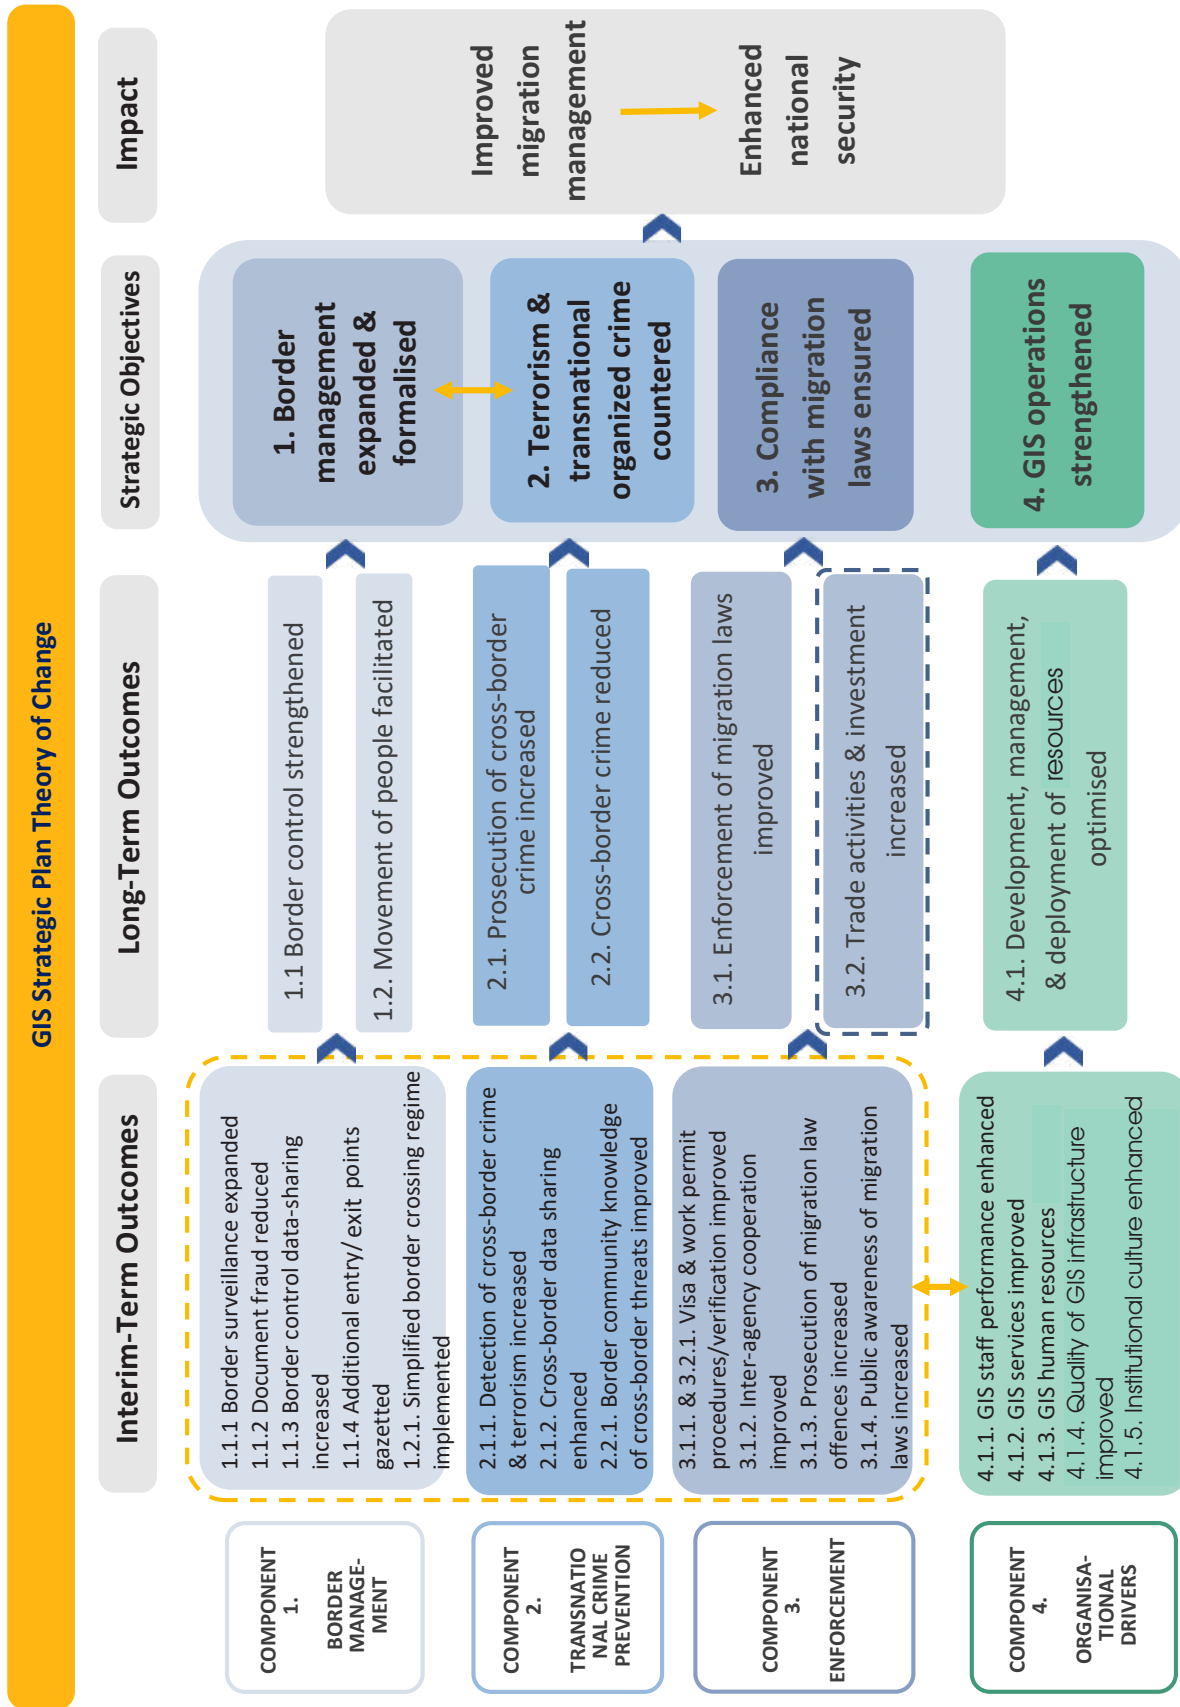 GIS Strategic Plan Theory of Change
Interim-Term Outcomes
Long-Term Outcomes
Strategic Objectives
Impact
COMPONENT
1.
BORDER
MANAGE-
MENT
1.1.1 Border surveillance expanded
1.1.2 Document fraud reduced
1.1.3 Border control data-sharing
increased
1.1.4 Additional entry/ exit points
gazetted
1.2.1. Simplified border crossing regime
implemented
1.1 Border control strengthened
1.2. Movement of people facilitated
1. Border
management
expanded &
formalised
COMPONENT
2.
TRANSNATIO
NAL CRIME
PREVENTION
2.1.1. Detection of cross-border crime
& terrorism increased
2.1.2. Cross-border data sharing
enhanced
2.2.1. Border community knowledge
of cross-border threats improved
2.1. Prosecution of cross-border
crime increased
2.2. Cross-border crime reduced
2. Terrorism &
transnational
organized crime
countered
COMPONENT
3.
ENFORCEMENT
3.1.1. & 3.2.1. Visa & work permit
procedures/verification improved
3.1.2. Inter-agency cooperation
improved
3.1.3. Prosecution of migration law
offences increased
3.1.4. Public awareness of migration
laws increased
3.1. Enforcement of migration laws
improved
3.2. Trade activities & investment
increased
3. Compliance
with migration
laws ensured
COMPONENT
4.
ORGANISA-
TIONAL
DRIVERS
4.1.1. GIS staff performance enhanced
4.1.2. GIS services improved
4.1.3. GIS human resources
4.1.4. Quality of GIS infrastructure
improved
4.1.5. Institutional culture enhanced
4.1. Development, management,
& deployment of resources
optimised
4. GIS operations
strengthened
Improved
migration
management
Enhanced
national
security